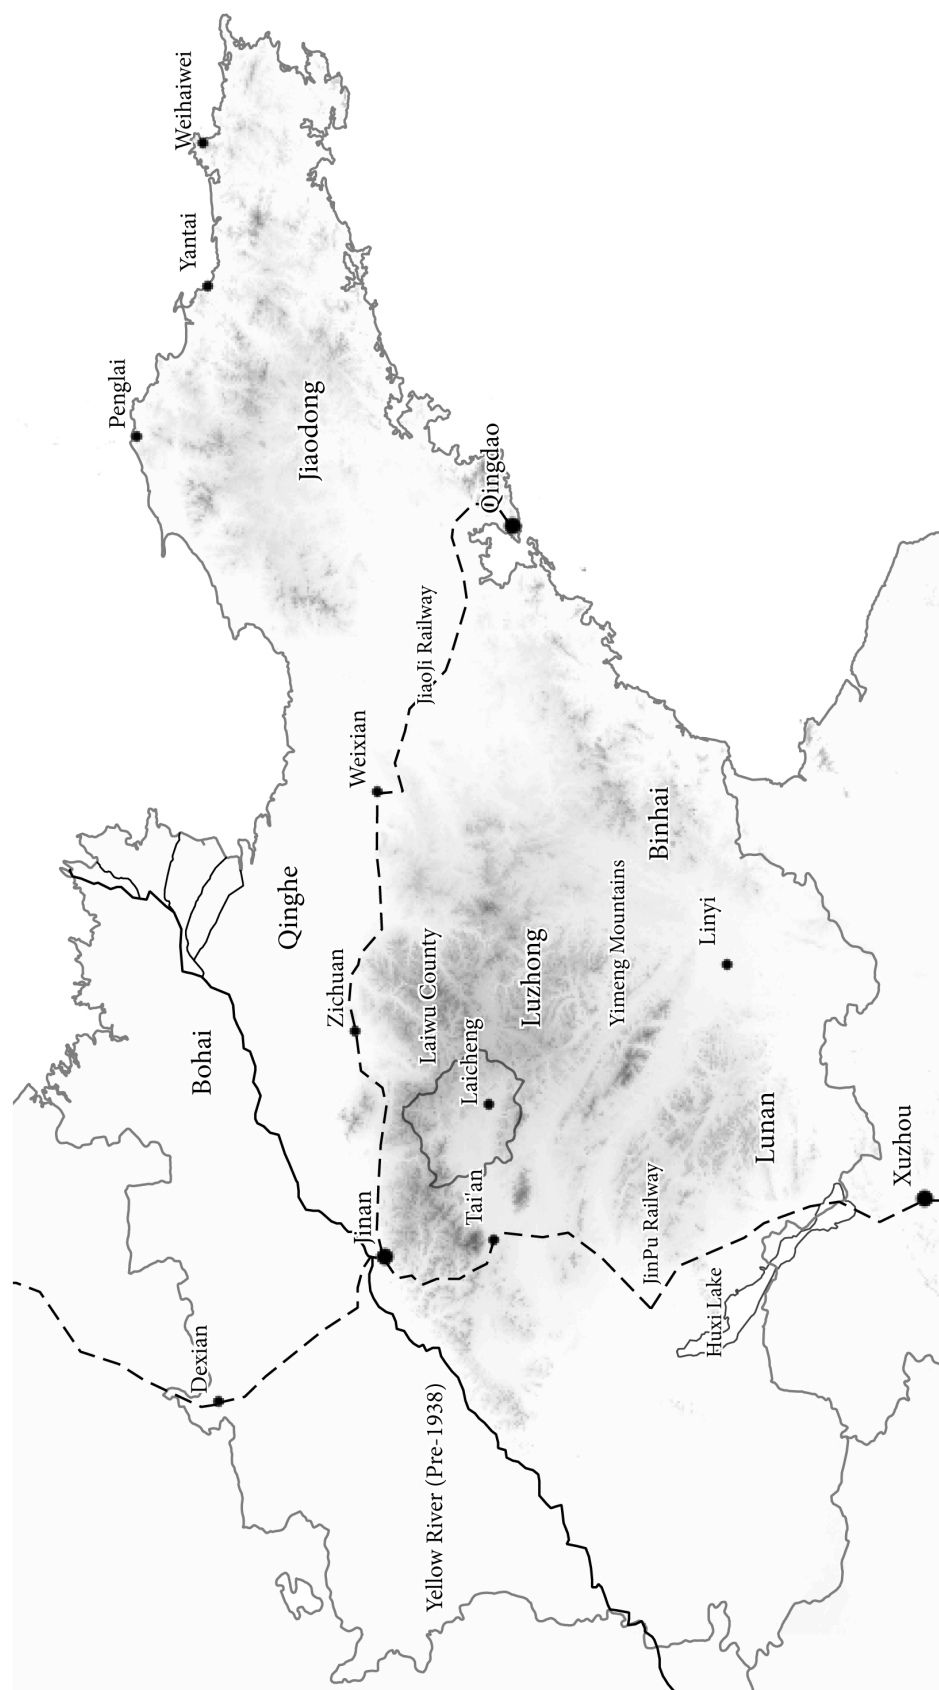 Weihaiwei
Yantai
Penglai
Jiaodong
Qingdao
JiaoJi Railway
Weixian
Qinghe
Binhai
Zichuan
Laiwu County
Luzhong
Yimeng Mountains
Linyi
Bohai
Laicheng
Lunan
Xuzhou
Jinan
Tai'an
JinPu Railway
Huxi Lake
Dexian
Yellow River (Pre-1938)